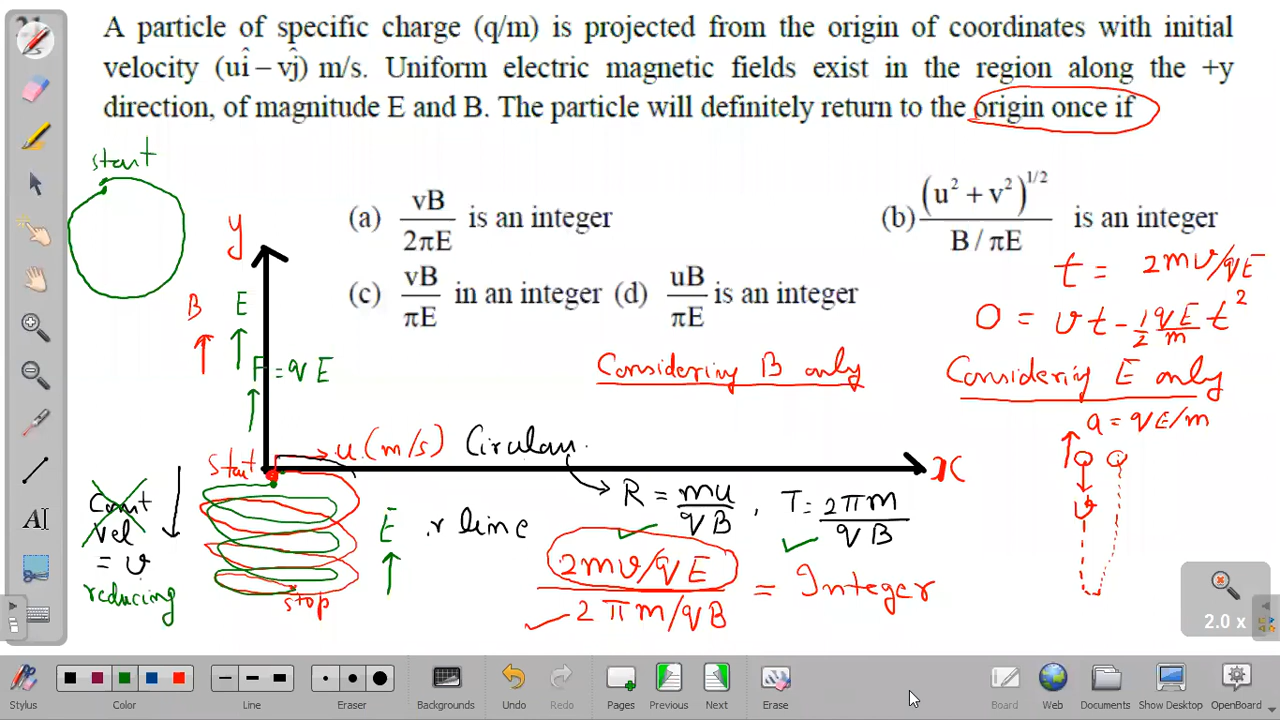 A particle of specific charge (q/m) is projected from the origin of coordinates with initial
velocity (uî – vĵ) m/s. Uniform electric magnetic fields exist in the region along the +y
direction, of magnitude E and B. The particle will definitely return to the origin once if
start
(a) vB/2πE is an integer
(b) (u² + v²)^1/2 / B/πE is an integer
(c) vB/πE in an integer (d) uB/πE is an integer
t = 2mv/qE
0 = vt - 1/2 qE/m t²
y
B
E
F = qE
Considering B only
Considering E only
a = qE/m
start
u (m/s) Circular
x
R = mu/qB , T = 2πm/qB
v
Const
vel
= v
reducing
E
r line
stop
2mv/qE / 2πm/qB = Integer
2.0 x
Stylus
Color
Line
Eraser
Backgrounds
Undo
Redo
Pages
Previous
Next
Erase
Board
Web
Documents
Show Desktop
OpenBoard